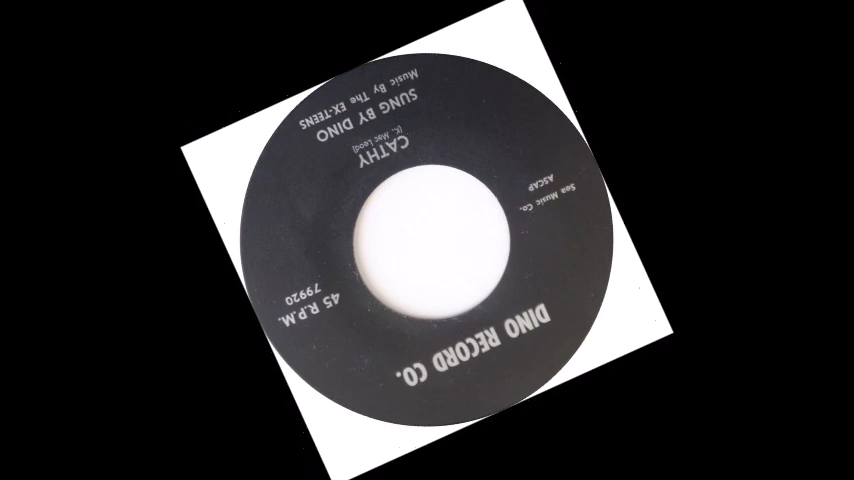 DINO RECORD CO.
Sea Music Co.
ASCAP
45 R.P.M.
79920
CATHY
(K. Mac Leod)
SUNG BY DINO
Music By The EX-TEENS